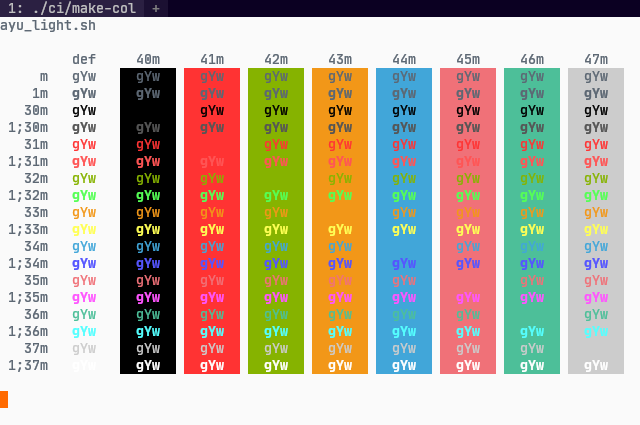 1: ./ci/make-col +
ayu_light.sh
def 40m 41m 42m 43m 44m 45m 46m 47m
m gYw gYw gYw gYw gYw gYw gYw gYw gYw
1m gYw gYw gYw gYw gYw gYw gYw gYw gYw
30m gYw gYw gYw gYw gYw gYw gYw gYw
1;30m gYw gYw gYw gYw gYw gYw gYw gYw gYw
31m gYw gYw gYw gYw gYw gYw gYw gYw
1;31m gYw gYw gYw gYw gYw gYw gYw gYw gYw
32m gYw gYw gYw gYw gYw gYw gYw gYw
1;32m gYw gYw gYw gYw gYw gYw gYw gYw gYw
33m gYw gYw gYw gYw gYw gYw gYw gYw
1;33m gYw gYw gYw gYw gYw gYw gYw gYw gYw
34m gYw gYw gYw gYw gYw gYw gYw gYw
1;34m gYw gYw gYw gYw gYw gYw gYw gYw gYw
35m gYw gYw gYw gYw gYw gYw gYw gYw
1;35m gYw gYw gYw gYw gYw gYw gYw gYw gYw
36m gYw gYw gYw gYw gYw gYw gYw gYw
1;36m gYw gYw gYw gYw gYw gYw gYw gYw gYw
37m gYw gYw gYw gYw gYw gYw gYw gYw
1;37m gYw gYw gYw gYw gYw gYw gYw gYw gYw